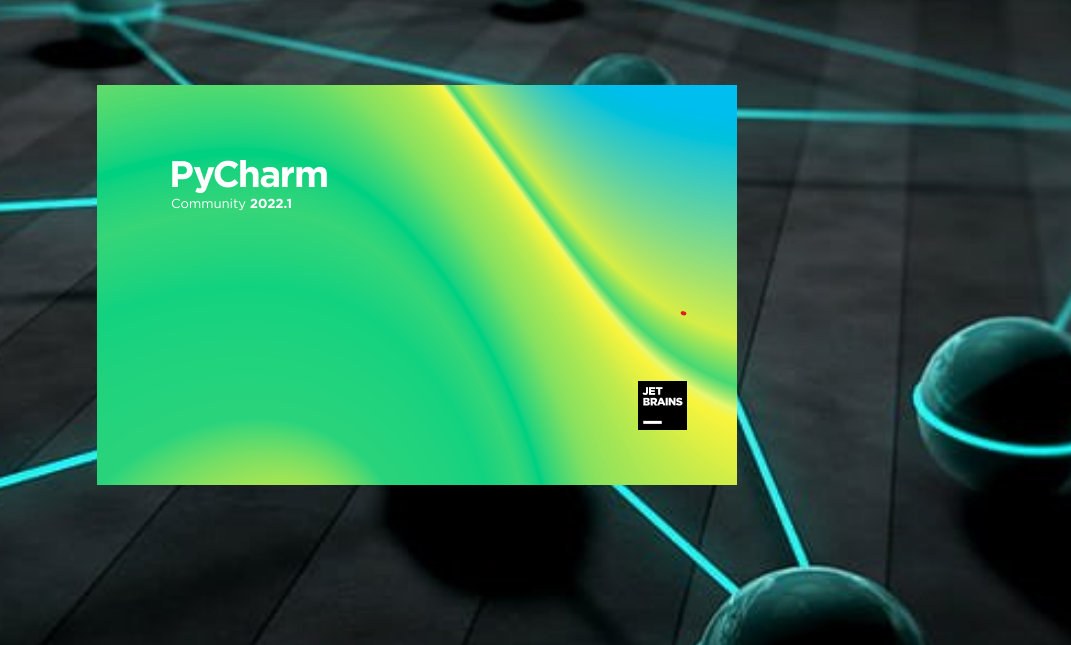 PyCharm
Community 2022.1
JET
BRAINS